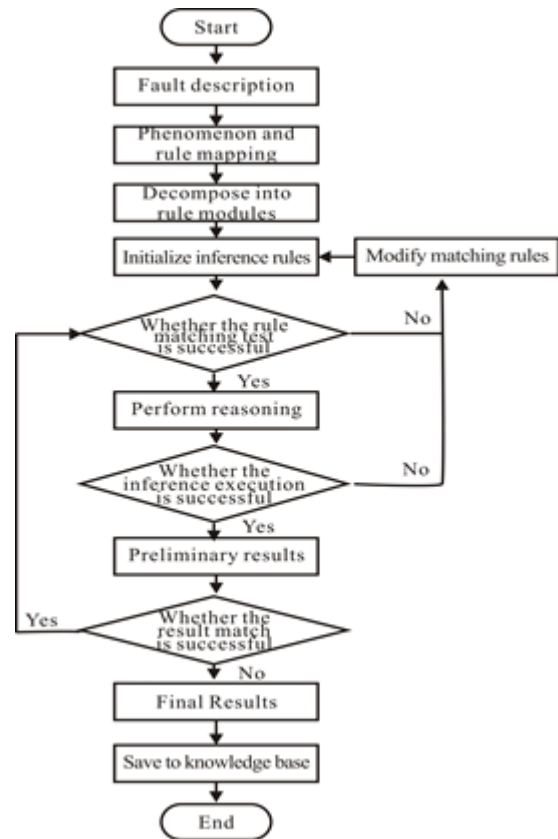 Start
Fault description
Phenomenon and
rule mapping
Decompose into
rule modules
Initialize inference rules
Modify matching rules
Whether the rule
matching test
is successful
No
Yes
Perform reasoning
Whether the
inference execution
is successful
No
Yes
Preliminary results
Whether the
result match
is successful
Yes
No
Final Results
Save to knowledge base
End